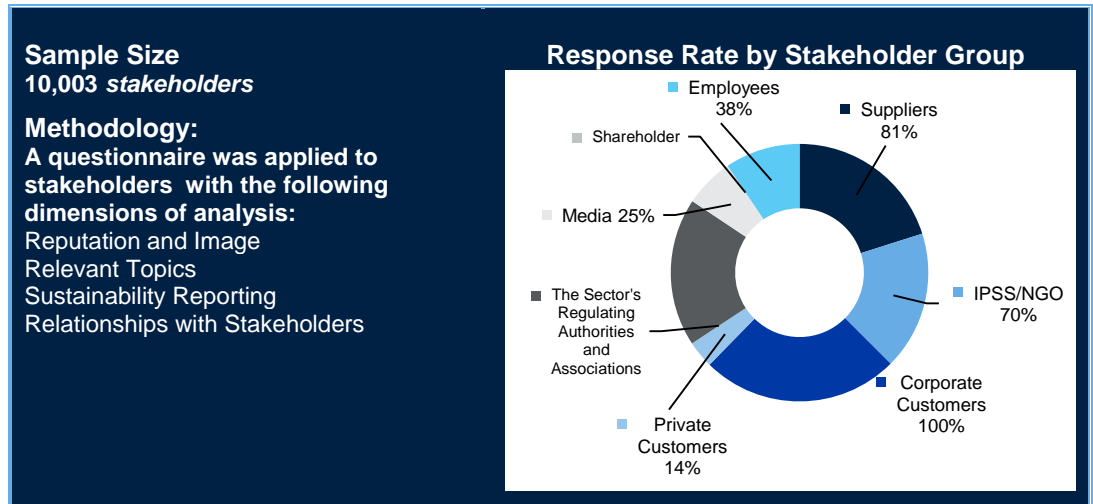 Sample Size
10,003 stakeholders
Methodology:
A questionnaire was applied to
stakeholders with the following
dimensions of analysis:
Reputation and Image
Relevant Topics
Sustainability Reporting
Relationships with Stakeholders
Response Rate by Stakeholder Group
Employees
38%
Suppliers
81%
Shareholder
Media 25%
IPSS/NGO
70%
The Sector's
Regulating
Authorities
and
Associations
Corporate
Customers
100%
Private
Customers
14%